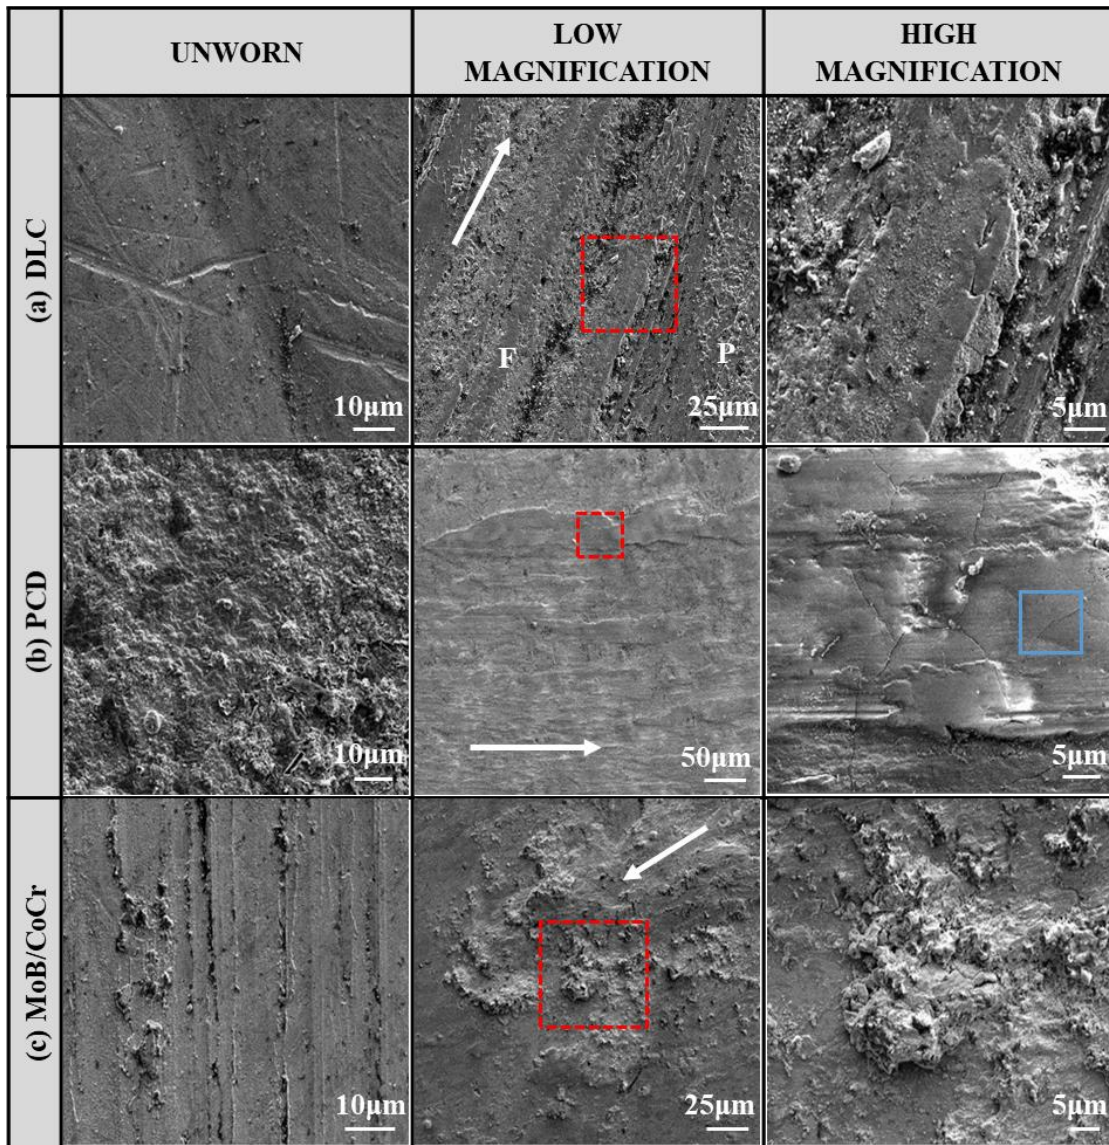 UNWORN
LOW
MAGNIFICATION
HIGH
MAGNIFICATION
(a) DLC
10µm
F
P
25µm
5µm
(b) PCD
10µm
50µm
5µm
(c) MoB/CoCr
10µm
25µm
5µm